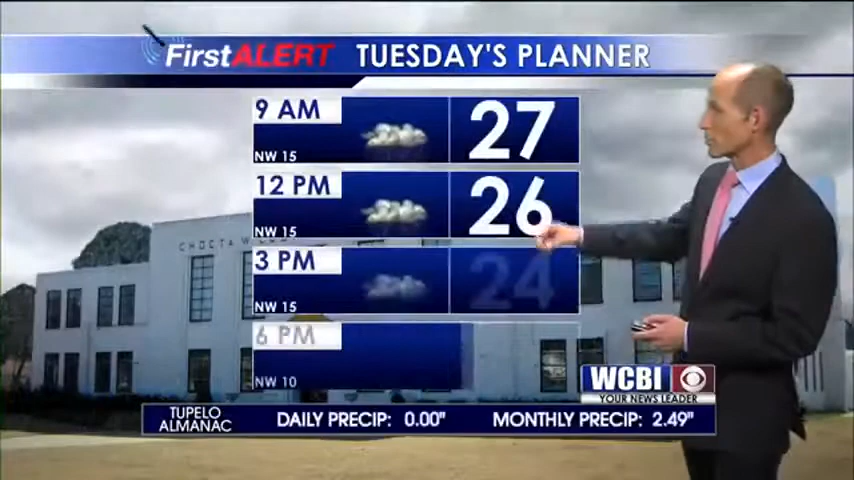 FirstALERT TUESDAY'S PLANNER
9 AM
27
NW 15
12 PM
26
NW 15
CHOCTAW
3 PM
24
NW 15
6 PM
NW 10
WCBI
YOUR NEWS LEADER
TUPELO
ALMANAC
DAILY PRECIP: 0.00" MONTHLY PRECIP: 2.49"